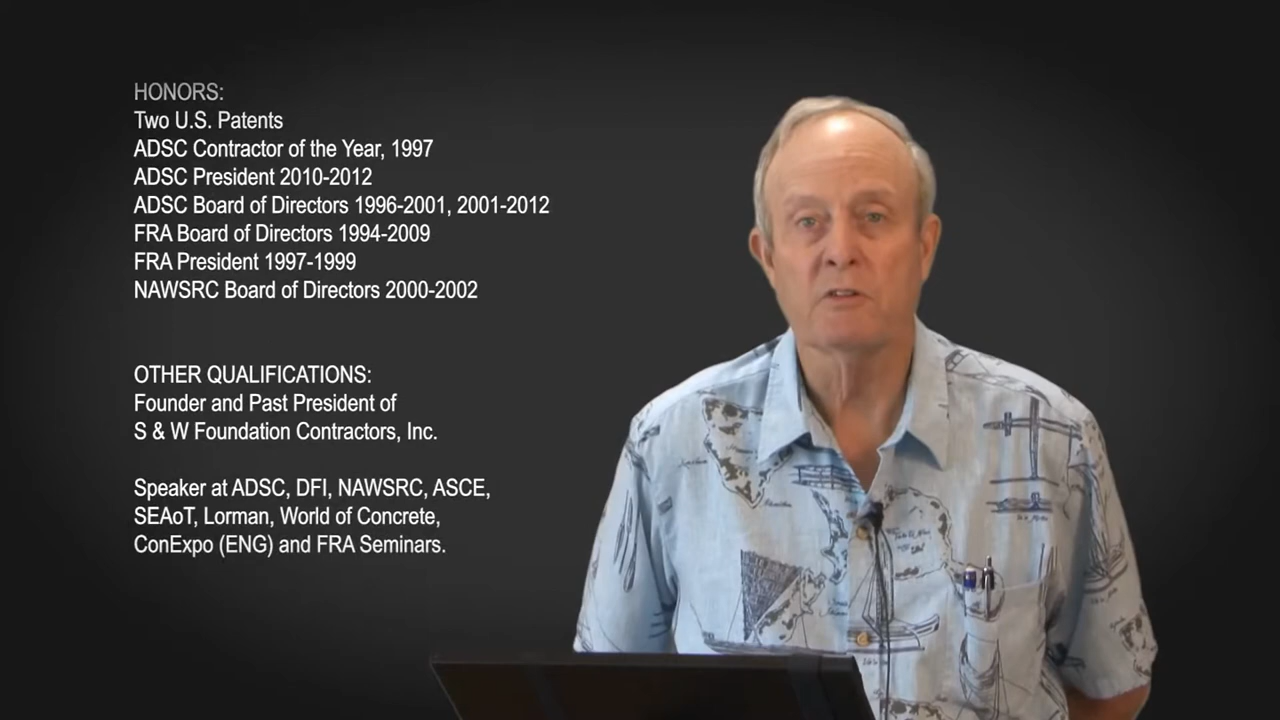 HONORS:
Two U.S. Patents
ADSC Contractor of the Year, 1997
ADSC President 2010-2012
ADSC Board of Directors 1996-2001, 2001-2012
FRA Board of Directors 1994-2009
FRA President 1997-1999
NAWSRC Board of Directors 2000-2002
OTHER QUALIFICATIONS:
Founder and Past President of
S & W Foundation Contractors, Inc.
Speaker at ADSC, DFI, NAWSRC, ASCE,
SEAoT, Lorman, World of Concrete,
ConExpo (ENG) and FRA Seminars.